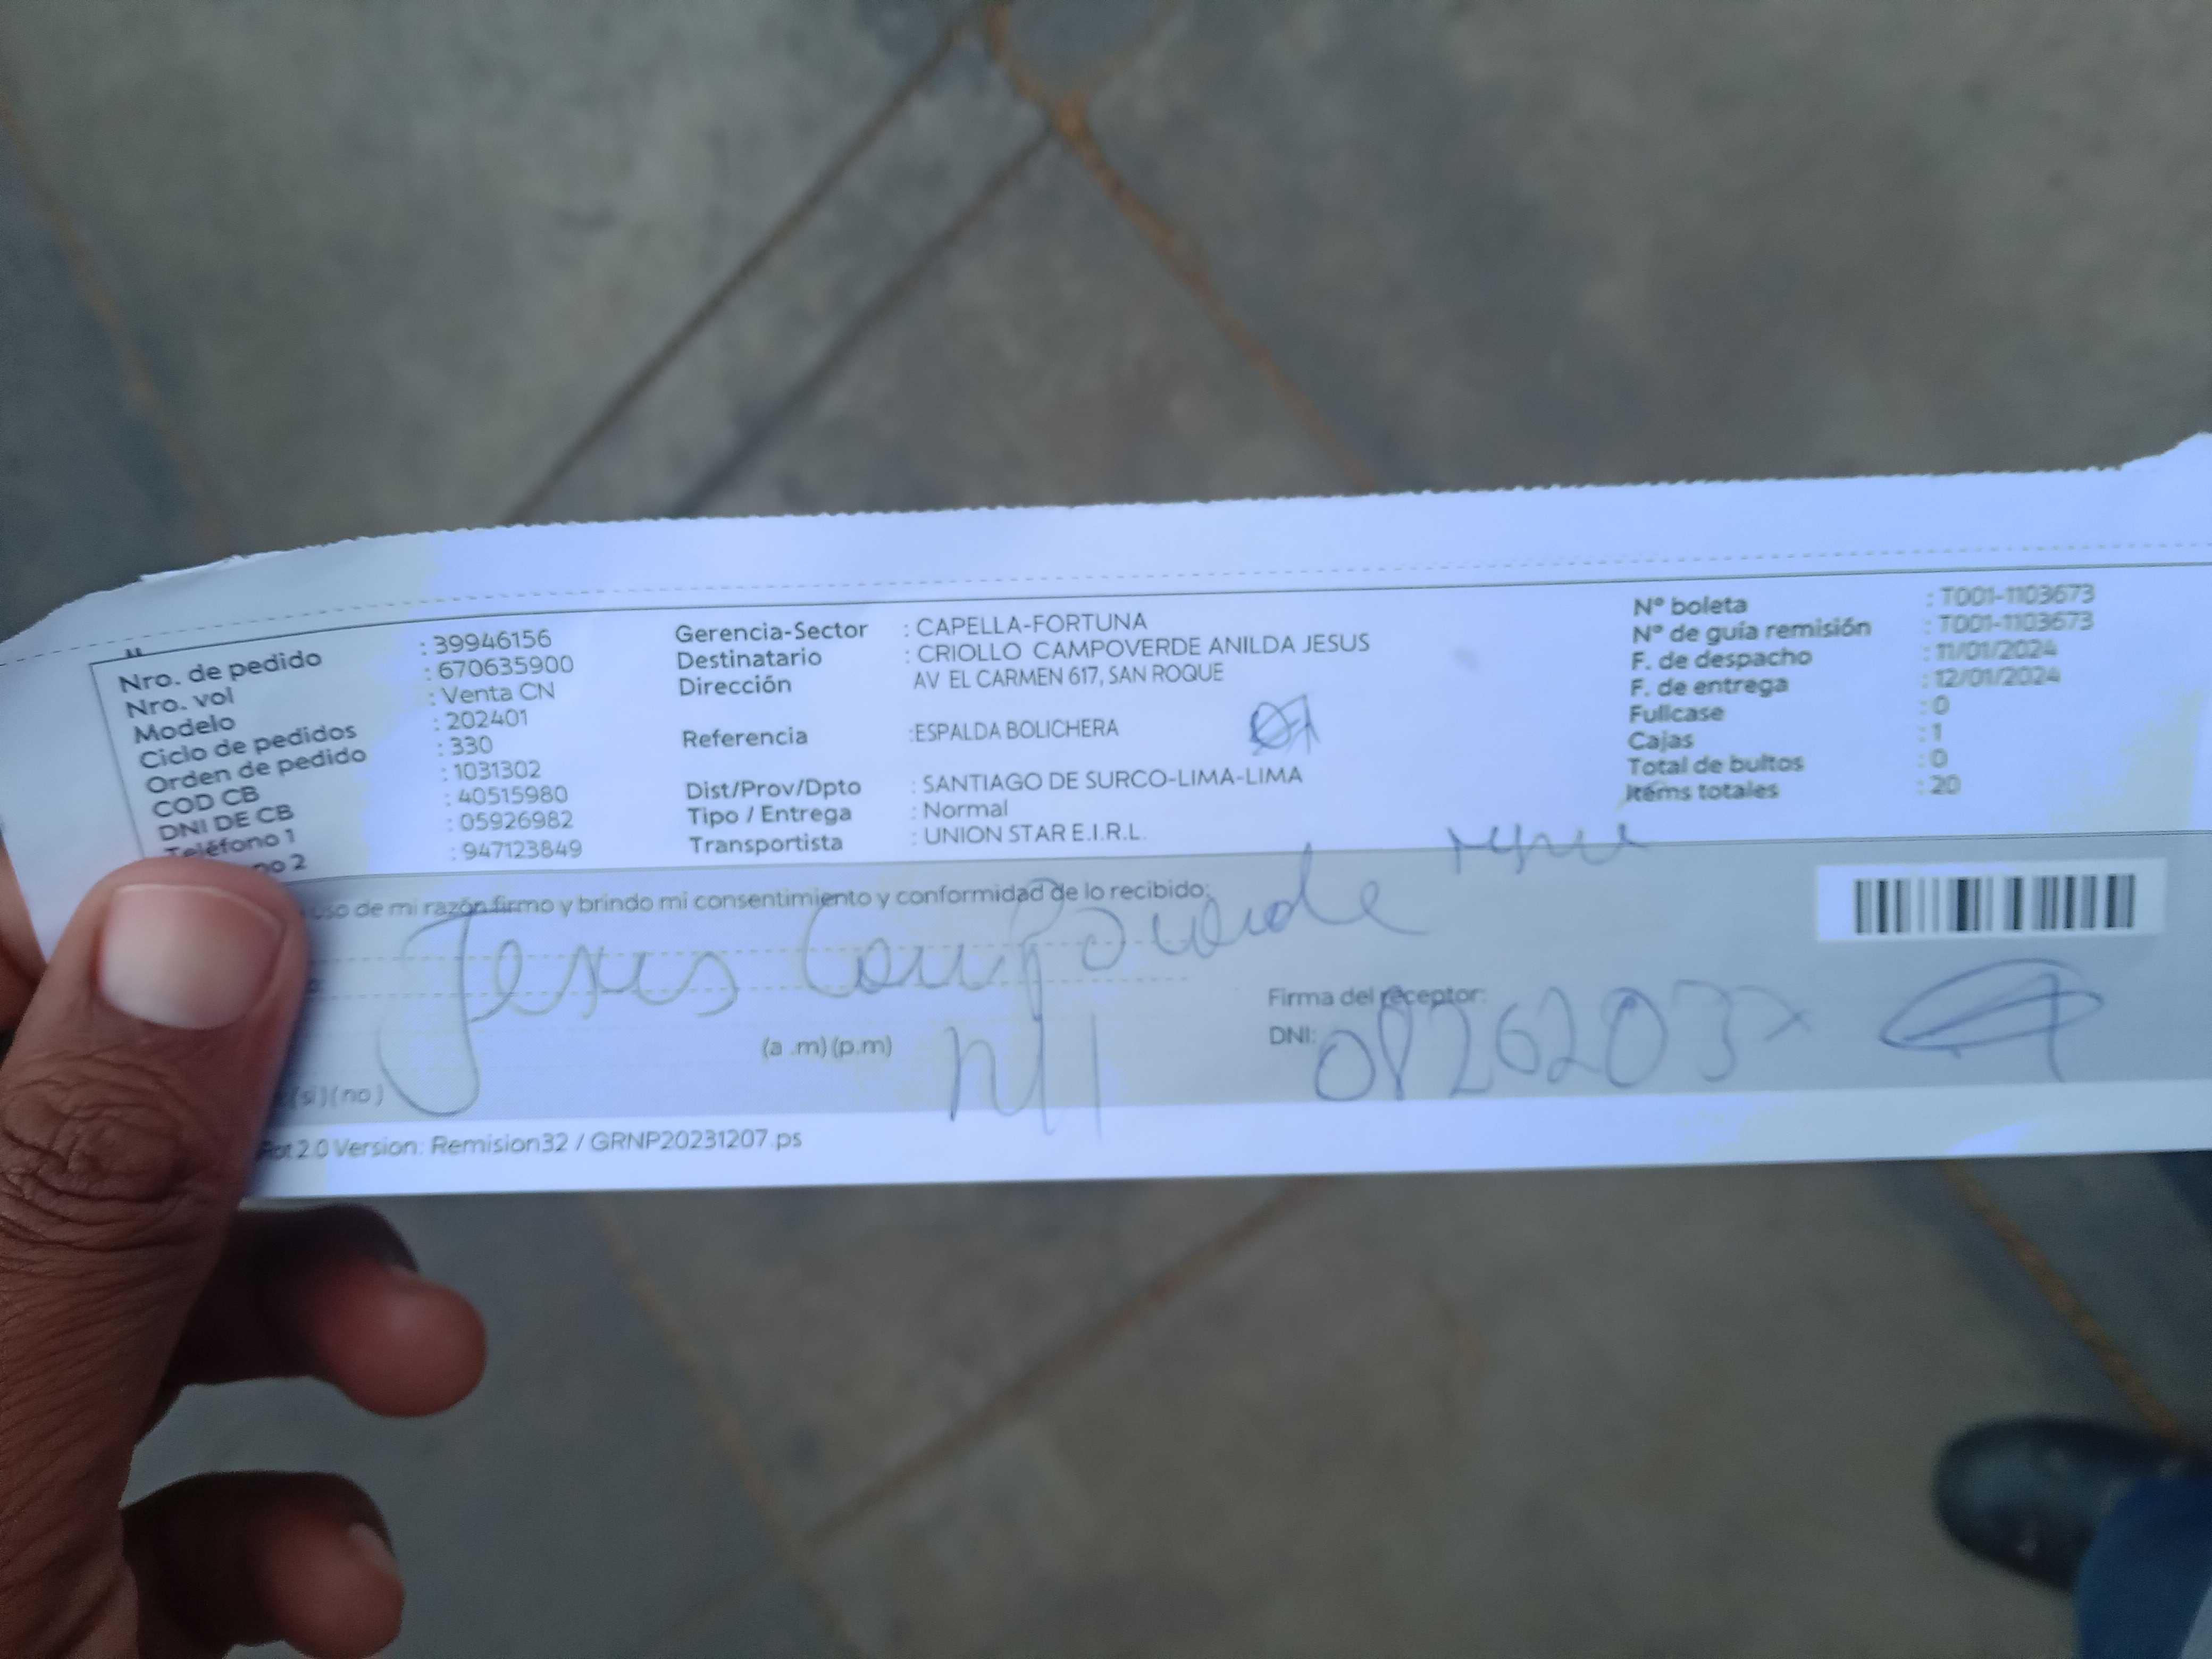 Nro. de pedido : 39946156
Nro. vol : 670635900
Modelo : Venta CN
Ciclo de pedidos : 202401
Orden de pedido : 330
COD CB : 1031302
DNI DE CB : 40515980
Teléfono 1 : 05926982
no 2 : 947123849
Gerencia-Sector : CAPELLA-FORTUNA
Destinatario : CRIOLLO CAMPOVERDE ANILDA JESUS
Dirección AV EL CARMEN 617, SAN ROQUE
Referencia :ESPALDA BOLICHERA
Dist/Prov/Dpto : SANTIAGO DE SURCO-LIMA-LIMA
Tipo / Entrega : Normal
Transportista : UNION STAR E.I.R.L.
Nº boleta : T001-1103673
Nº de guía remisión : T001-1103673
F. de despacho : 11/01/2024
F. de entrega : 12/01/2024
Fullcase : 0
Cajas : 1
Total de bultos : 0
Items totales : 20
uso de mi razón firmo y brindo mi consentimiento y conformidad de lo recibido:
Jesus Campoverde
Firma del receptor:
(a .m) (p.m)
DNI: 0826203
(si) (no)
2.0 Version: Remision32 / GRNP20231207.ps